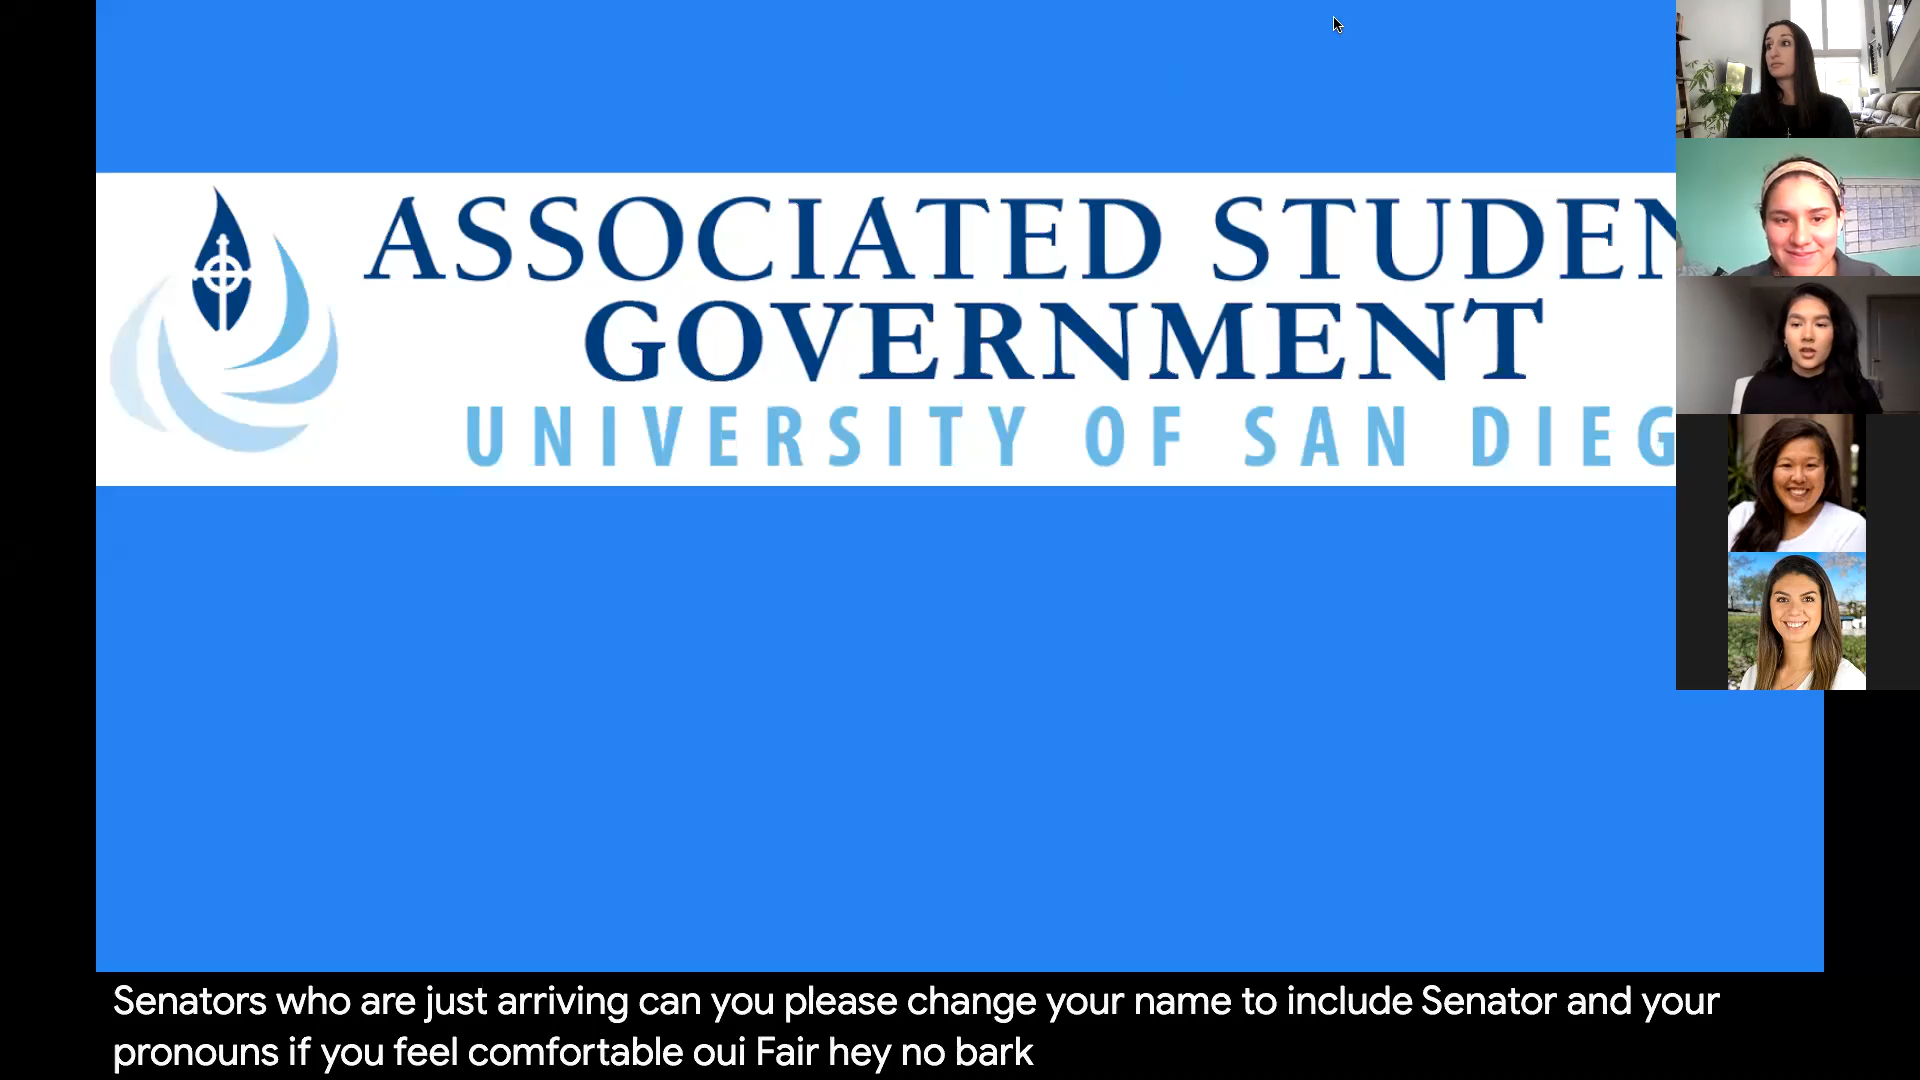 ASSOCIATED STUDEN
GOVERNMENT
UNIVERSITY OF SAN DIEG
Senators who are just arriving can you please change your name to include Senator and your
pronouns if you feel comfortable oui Fair hey no bark